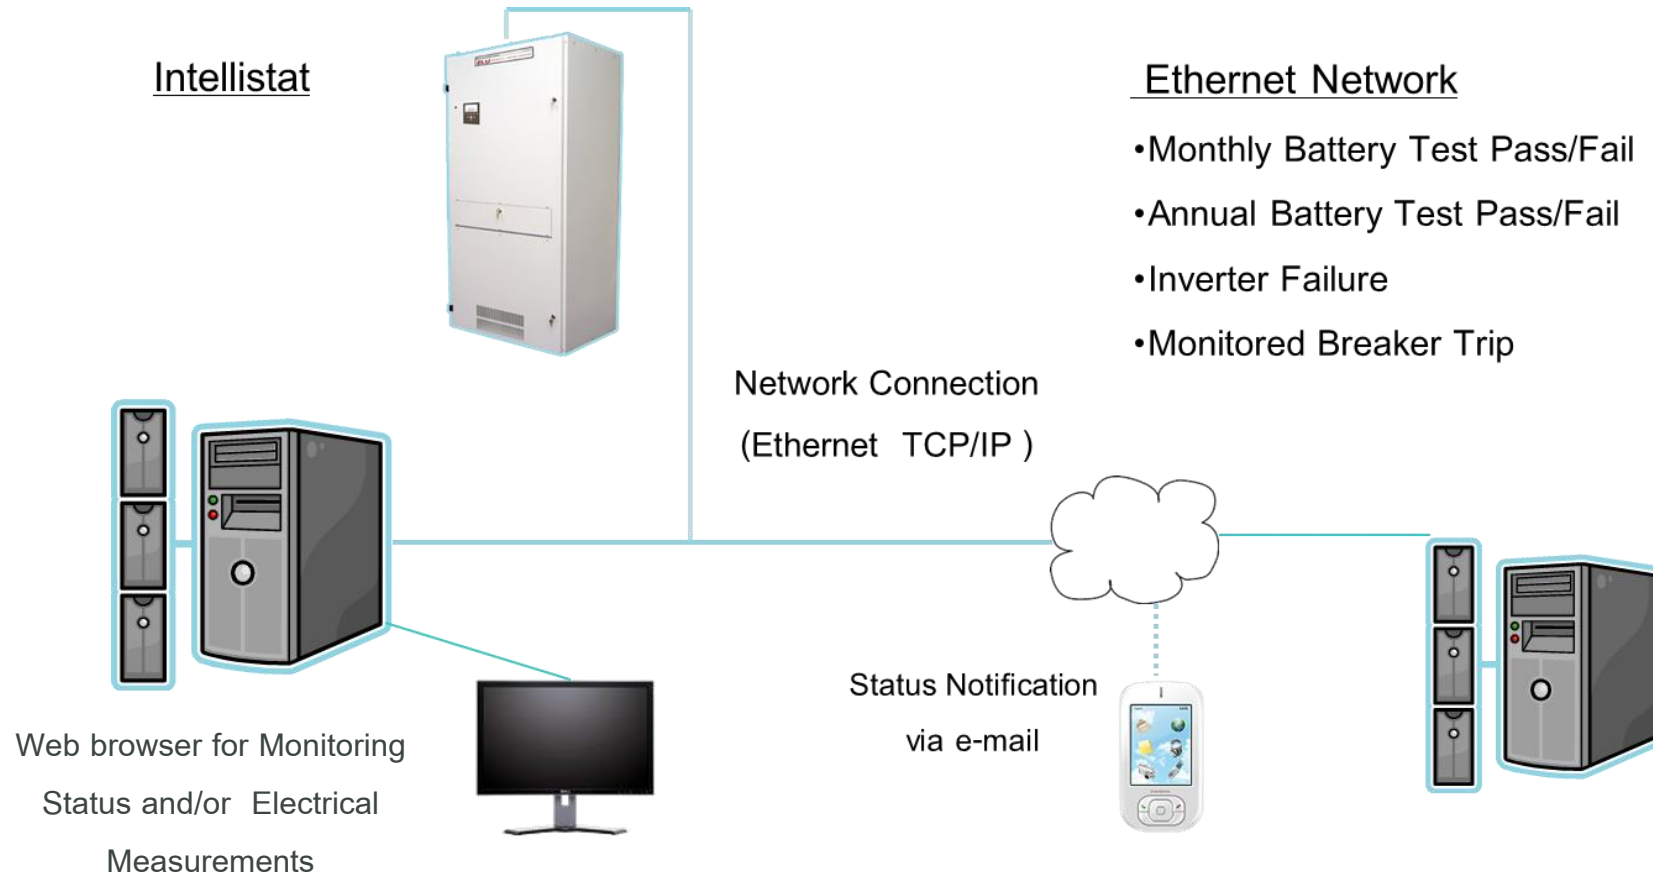 Intellistat
Ethernet Network
•Monthly Battery Test Pass/Fail
•Annual Battery Test Pass/Fail
•Inverter Failure
•Monitored Breaker Trip
Network Connection
(Ethernet TCP/IP )
Status Notification
via e-mail
Web browser for Monitoring
Status and/or Electrical
Measurements